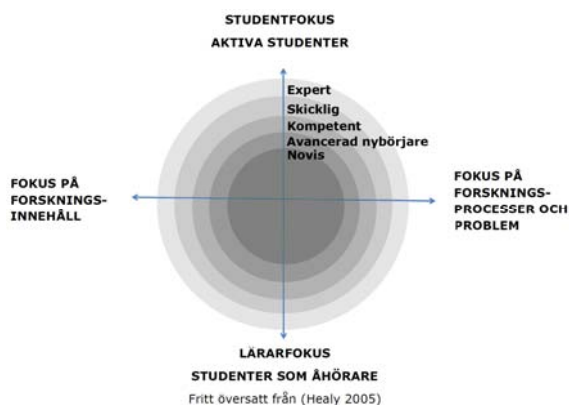 STUDENTFOKUS
AKTIVA STUDENTER
Expert
Skicklig
Kompetent
Avancerad nybörjare
Novis
FOKUS PÅ
FORSKNINGS-
INNEHÅLL
FOKUS PÅ
FORSKNINGS-
PROCESSER OCH
PROBLEM
LÄRARFOKUS
STUDENTER SOM ÅHÖRARE
Fritt översatt från (Healy 2005)